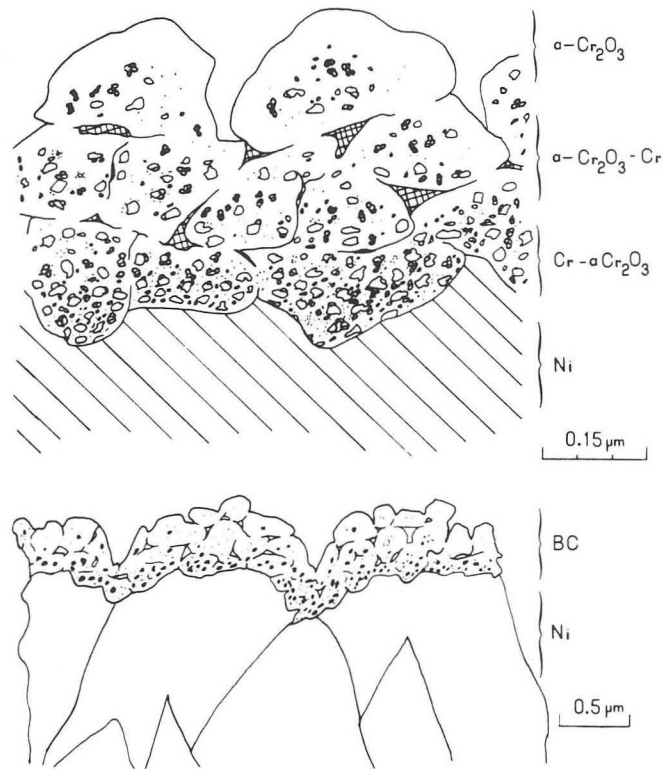 a-Cr₂O₃
a-Cr₂O₃-Cr
Cr-aCr₂O₃
Ni
0.15 µm
BC
Ni
0.5 µm